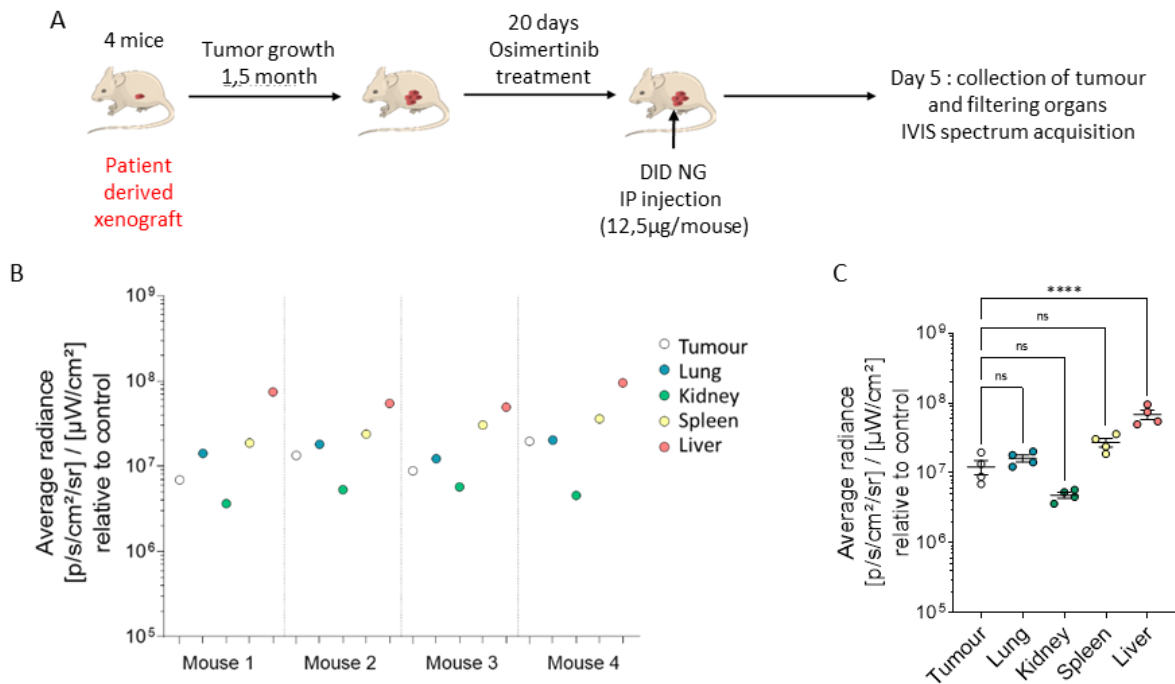 A
4 mice
Tumor growth
1,5 month
20 days
Osimertinib
treatment
Day 5 : collection of tumour
and filtering organs
IVIS spectrum acquisition
Patient
derived
xenograft
DID NG
IP injection
(12,5µg/mouse)
B
Average radiance
[p/s/cm²/sr] / [µW/cm²]
relative to control
10⁹
10⁸
10⁷
10⁶
10⁵
Mouse 1
Mouse 2
Mouse 3
Mouse 4
Tumour
Lung
Kidney
Spleen
Liver
C
****
ns
ns
ns
Average radiance
[p/s/cm²/sr] / [µW/cm²]
relative to control
10⁹
10⁸
10⁷
10⁶
10⁵
Tumour
Lung
Kidney
Spleen
Liver